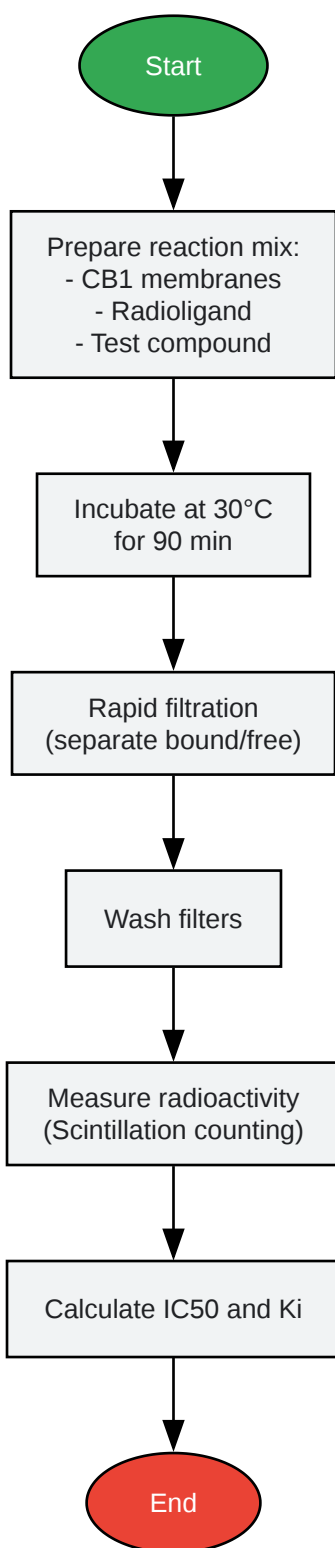 Start
Prepare reaction mix:
- CB1 membranes
- Radioligand
- Test compound
Incubate at 30°C
for 90 min
Rapid filtration
(separate bound/free)
Wash filters
Measure radioactivity
(Scintillation counting)
Calculate IC50 and Ki
End